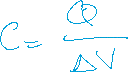 C = Q / ΔV